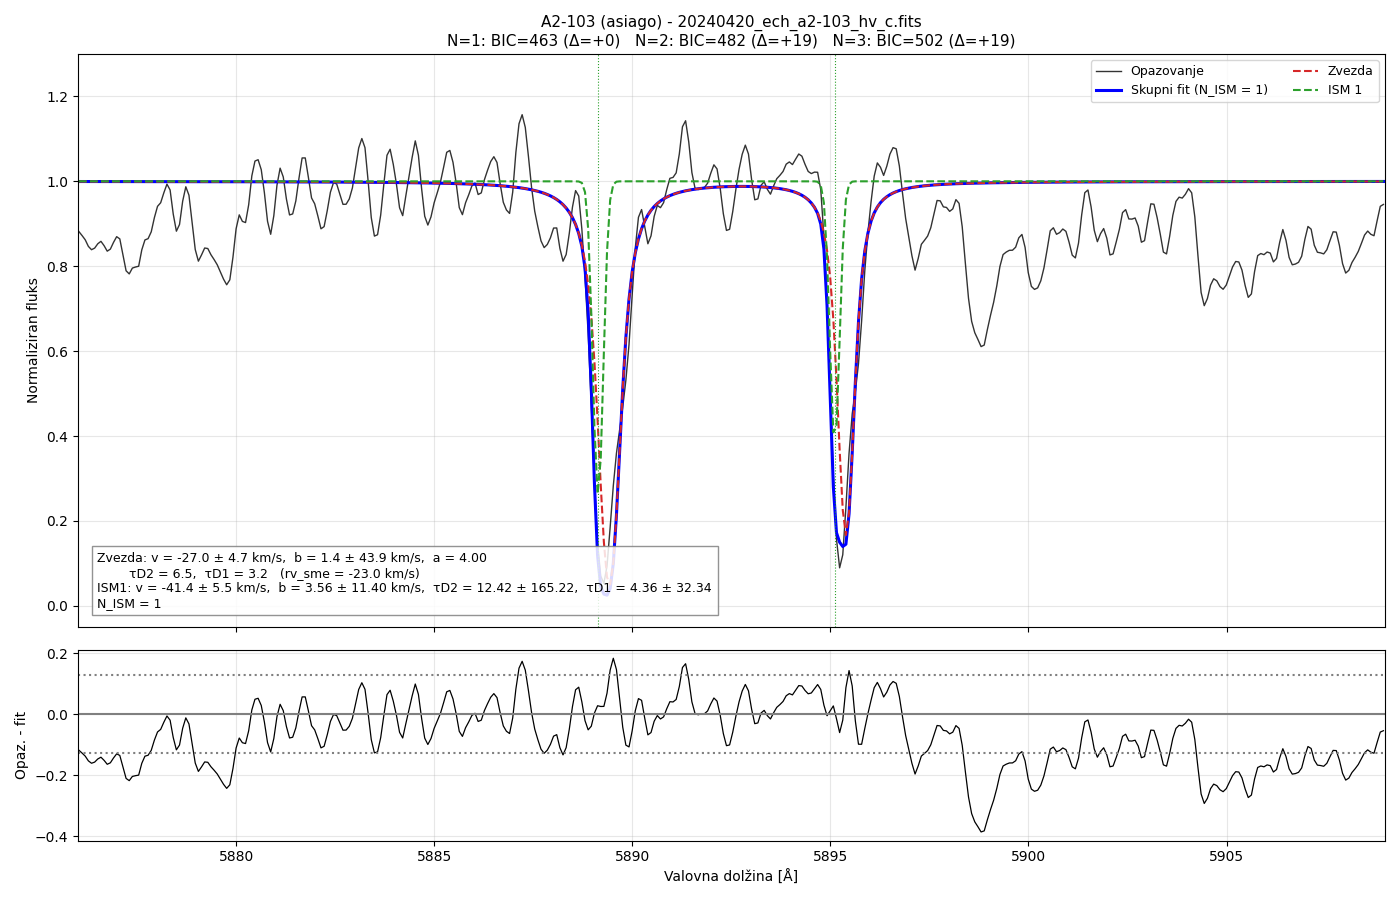 A2-103 (asiago) - 20240420_ech_a2-103_hv_c.fits
N=1: BIC=463 (Δ=+0)   N=2: BIC=482 (Δ=+19)   N=3: BIC=502 (Δ=+19)
Opazovanje
Skupni fit (N_ISM = 1)
Zvezda
ISM 1
Normaliziran fluks
1.2
1.0
0.8
0.6
0.4
0.2
0.0
Zvezda: v = -27.0 ± 4.7 km/s,  b = 1.4 ± 43.9 km/s,  a = 4.00
τD2 = 6.5,  τD1 = 3.2   (rv_sme = -23.0 km/s)
ISM1: v = -41.4 ± 5.5 km/s,  b = 3.56 ± 11.40 km/s,  τD2 = 12.42 ± 165.22,  τD1 = 4.36 ± 32.34
N_ISM = 1
Opaz. - fit
0.2
0.0
−0.2
−0.4
5880
5885
5890
5895
5900
5905
Valovna dolžina [Å]